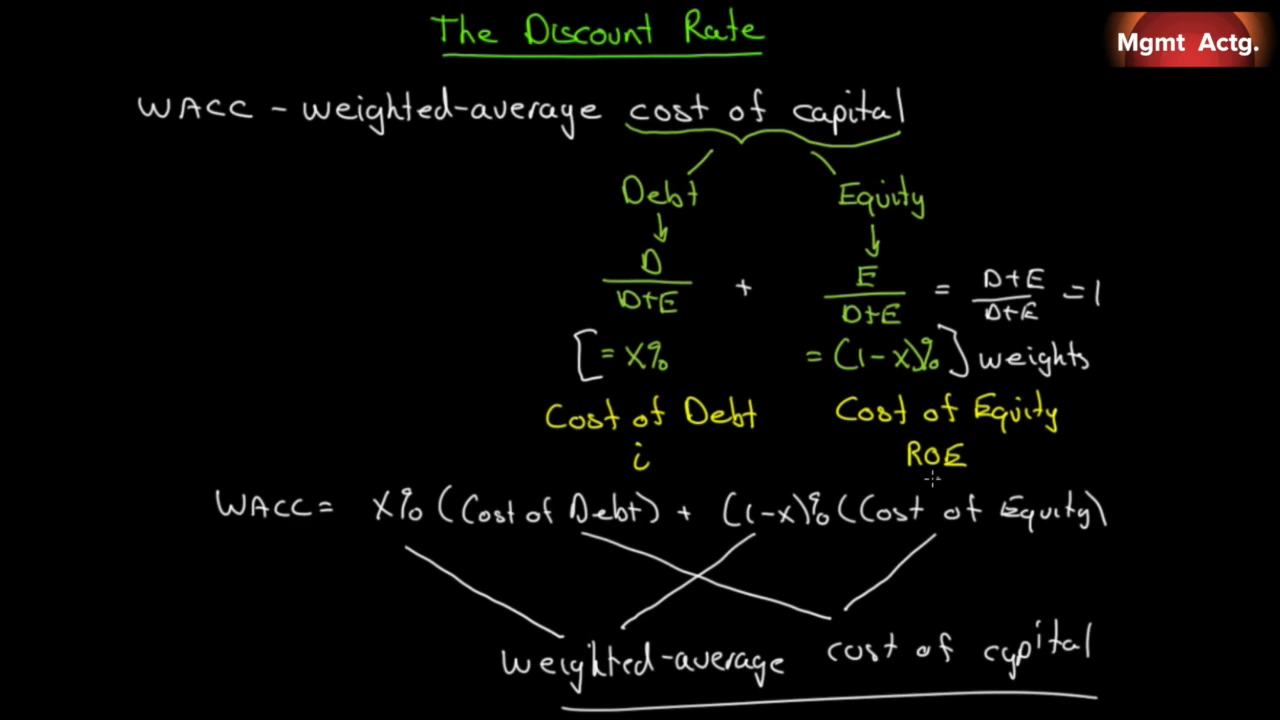 The Discount Rate
Mgmt Actg.
WACC - weighted-average cost of capital
Debt Equity
D/D+E + E/D+E = D+E/D+E = 1
[= X% = (1-x)%] weights
Cost of Debt Cost of Equity
i ROE
WACC = X% (Cost of Debt) + (1-x)% (Cost of Equity)
weighted-average cost of capital